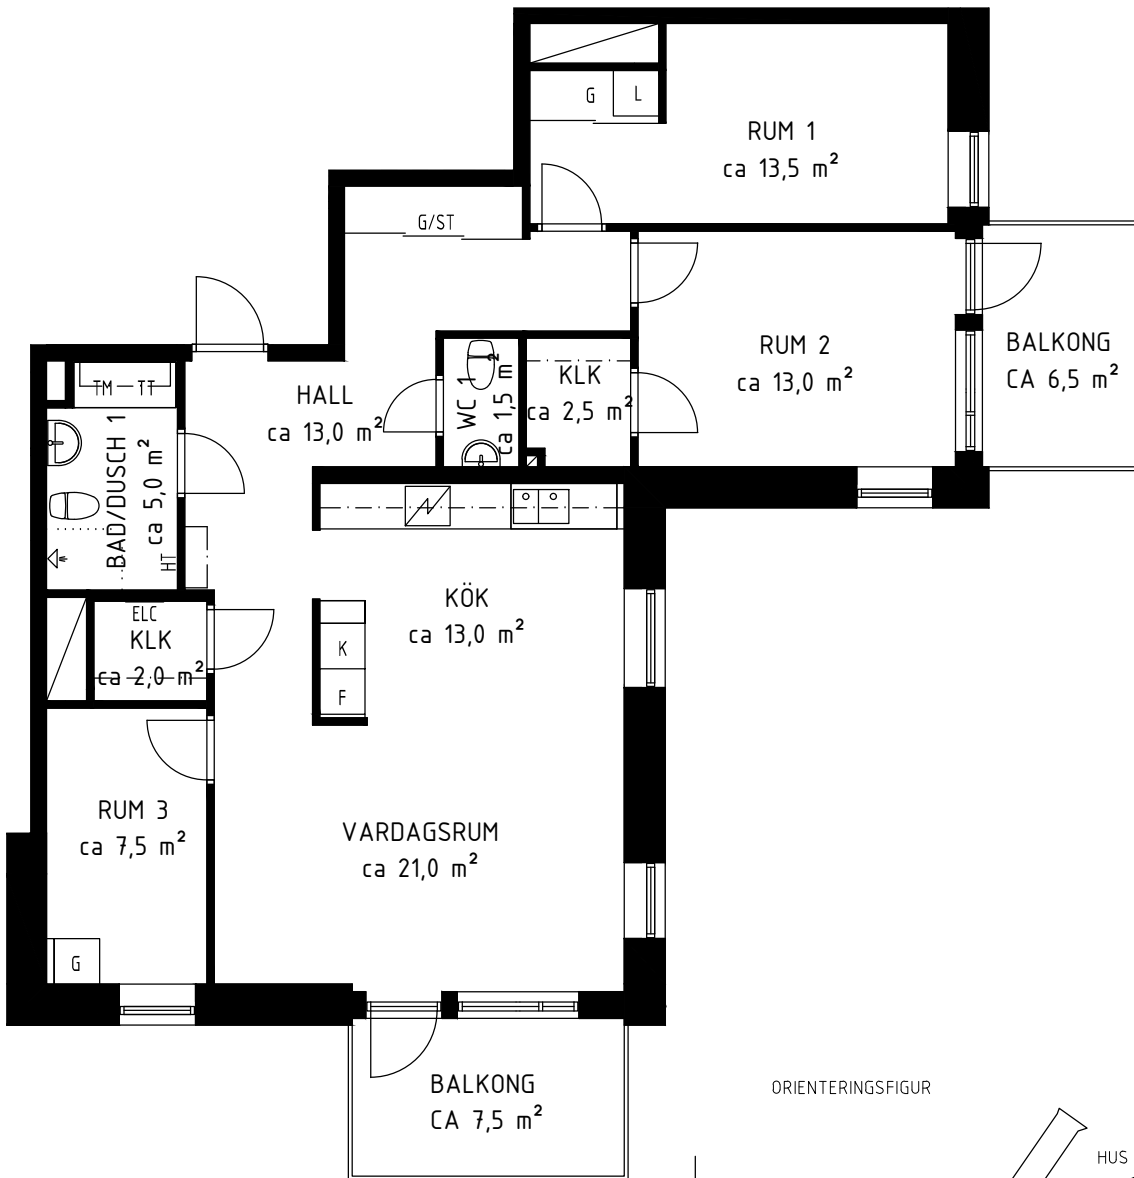 G
L
RUM 1
ca 13,5 m²
G/ST
RUM 2
ca 13,0 m²
BALKONG
CA 6,5 m²
TM
TT
HALL
ca 13,0 m²
WC 1
ca 1,5 m²
KLK
ca 2,5 m²
BAD/DUSCH 1
ca 5,0 m²
HT
ELC
KLK
ca 2,0 m²
KÖK
ca 13,0 m²
K
F
RUM 3
ca 7,5 m²
VARDAGSRUM
ca 21,0 m²
G
BALKONG
CA 7,5 m²
ORIENTERINGSFIGUR
HUS